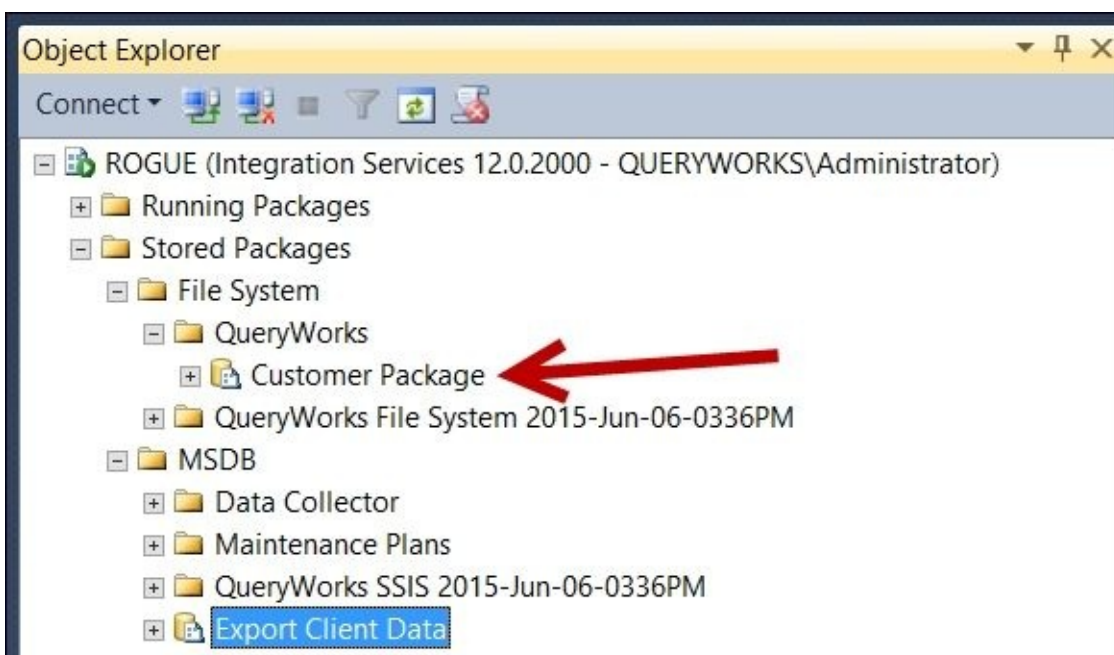 Object Explorer
Connect
ROGUE (Integration Services 12.0.2000 - QUERYWORKS\Administrator)
Running Packages
Stored Packages
File System
QueryWorks
Customer Package
QueryWorks File System 2015-Jun-06-0336PM
MSDB
Data Collector
Maintenance Plans
QueryWorks SSIS 2015-Jun-06-0336PM
Export Client Data